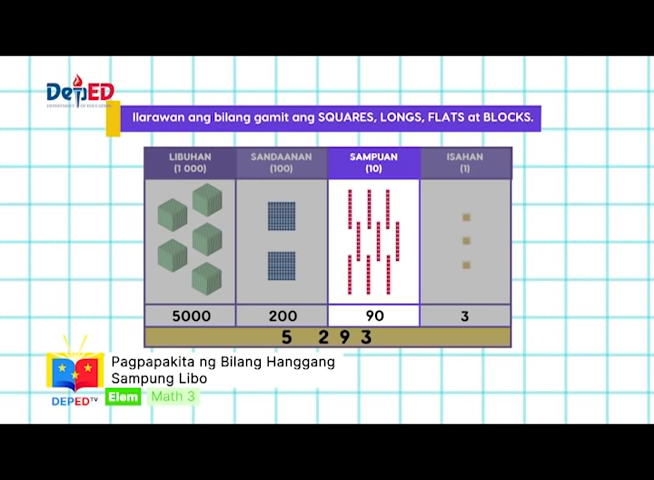 DepED
Ilarawan ang bilang gamit ang SQUARES, LONGS, FLATS at BLOCKS.
LIBUHAN SANDAANAN SAMPUAN ISAHAN
(1 000) (100) (10) (1)
5000 200 90 3
5 2 9 3
Pagpapakita ng Bilang Hanggang
Sampung Libo
DEPED TV Elem Math 3